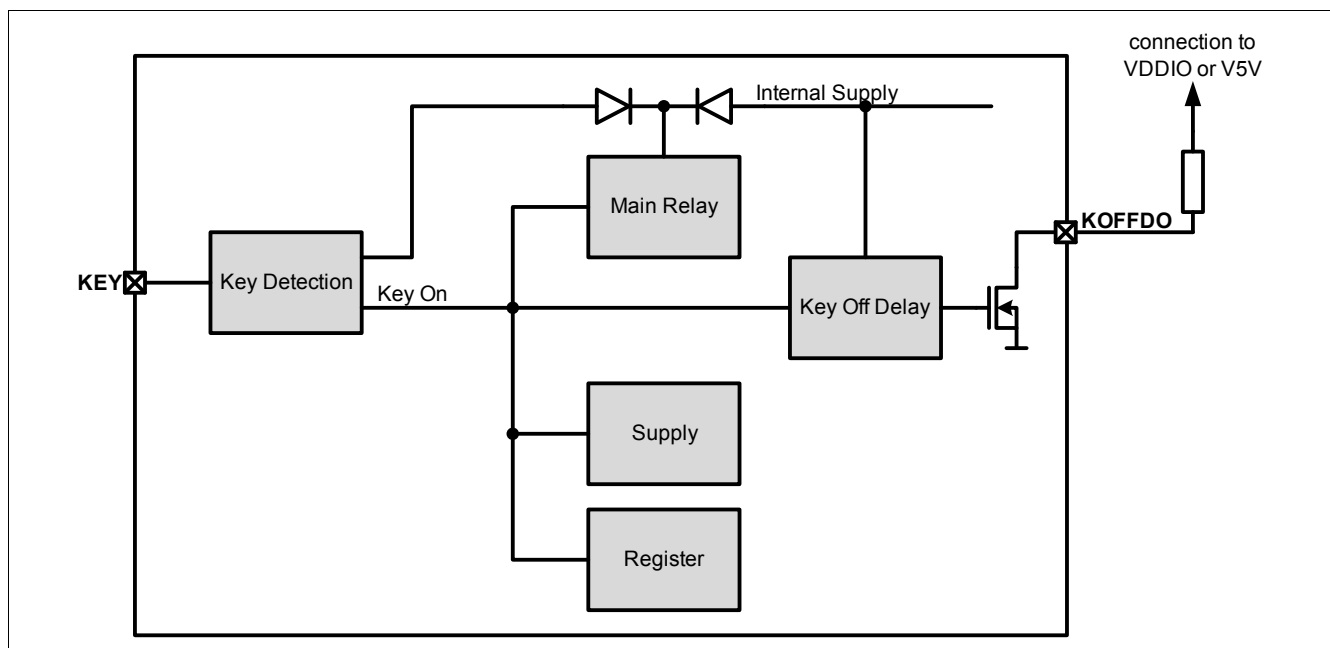 connection to
VDDIO or V5V
Internal Supply
Main Relay
KOFFDO
KEY
Key Detection
Key On
Key Off Delay
Supply
Register